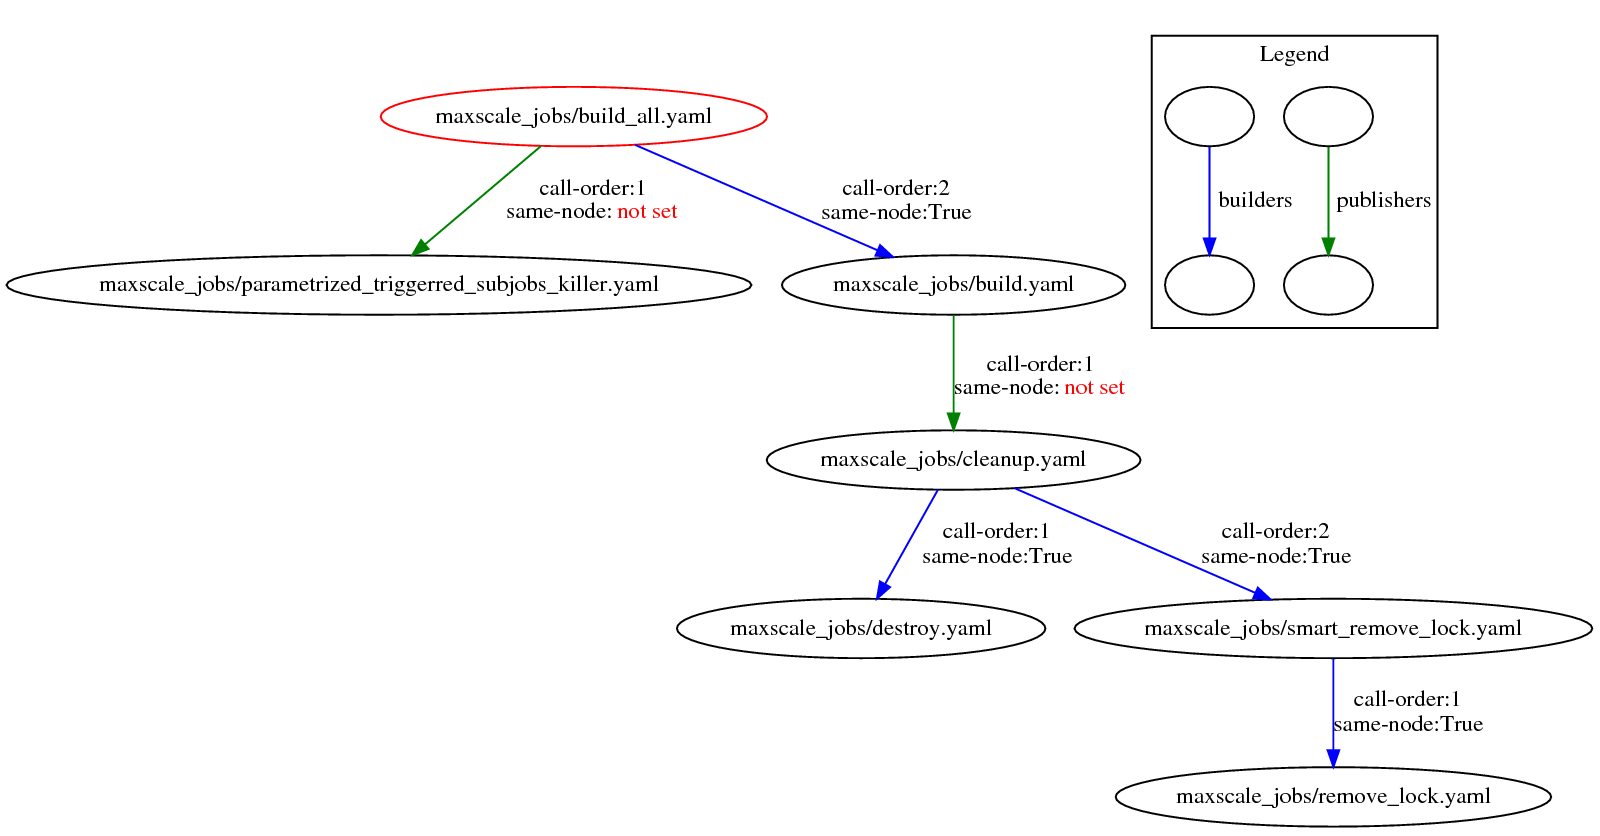 Legend
maxscale_jobs/build_all.yaml
call-order:1
same-node: not set
call-order:2
same-node:True
builders
publishers
maxscale_jobs/parametrized_triggerred_subjobs_killer.yaml
maxscale_jobs/build.yaml
call-order:1
same-node: not set
maxscale_jobs/cleanup.yaml
call-order:1
same-node:True
call-order:2
same-node:True
maxscale_jobs/destroy.yaml
maxscale_jobs/smart_remove_lock.yaml
call-order:1
same-node:True
maxscale_jobs/remove_lock.yaml